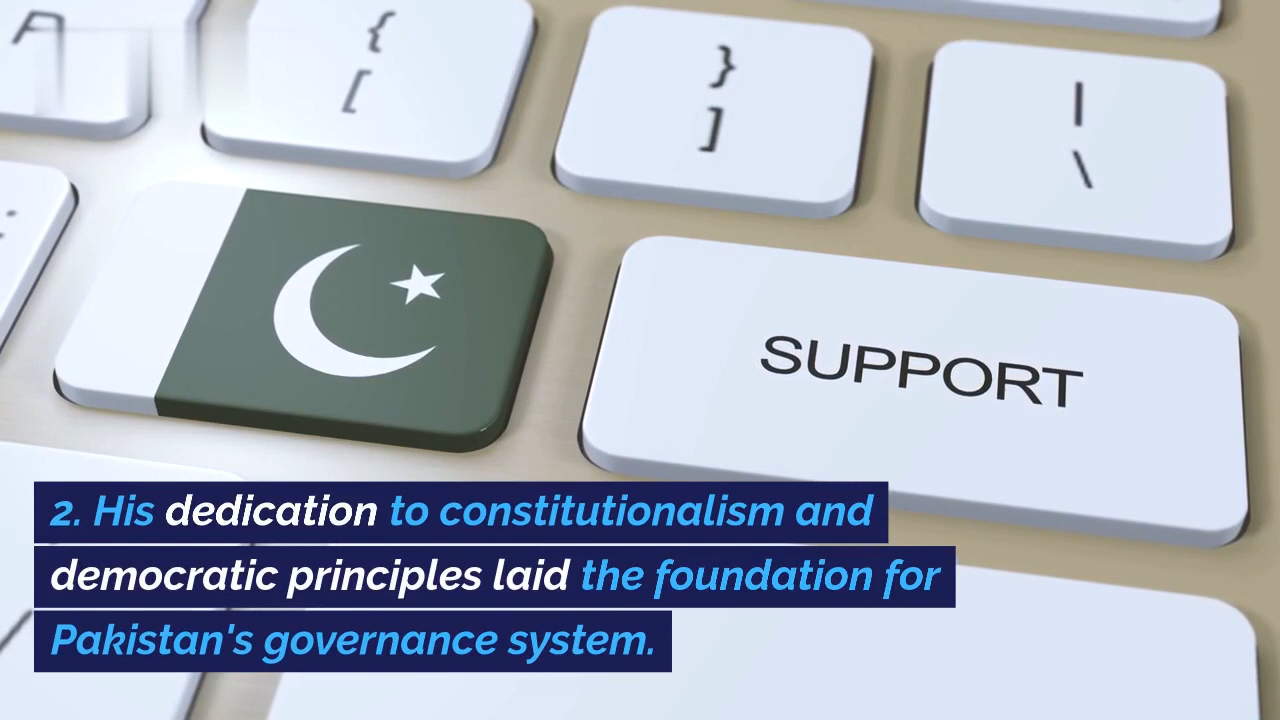 P
{
[
}
]
|
\
:
SUPPORT
2. His dedication to constitutionalism and
democratic principles laid the foundation for
Pakistan's governance system.
/